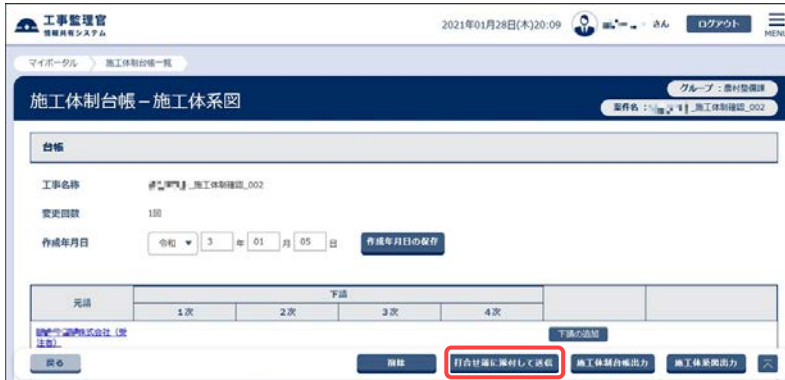 工事監理官
情報共有システム
2021年01月28日(木)20:09
さん
ログアウト
MENU
マイポータル
施工体制台帳一覧
施工体制台帳－施工体系図
グループ：農村整備課
案件名：
_施工体制確認_002
台帳
工事名称
_施工体制確認_002
変更回数
1回
作成年月日
令和 ▼ 3 年 01 月 05 日
作成年月日の保存
元請
下請
1次
2次
3次
4次
株式会社（受
注者）
下請の追加
戻る
削除
打合せ簿に添付して送信
施工体制台帳出力
施工体系図出力